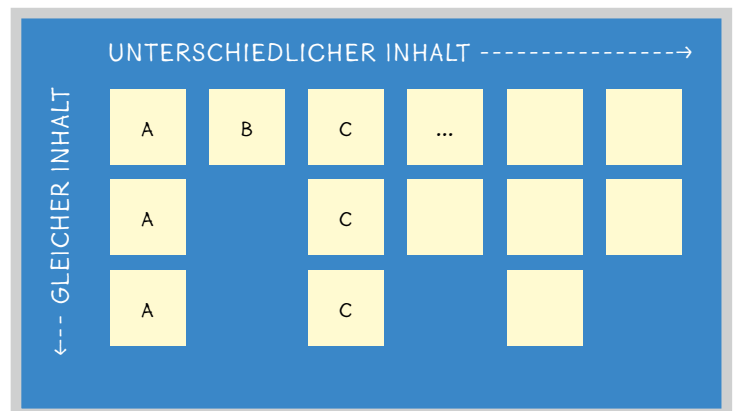 UNTERSCHIEDLICHER INHALT
GLEICHER INHALT
A B C ...
A C
A C